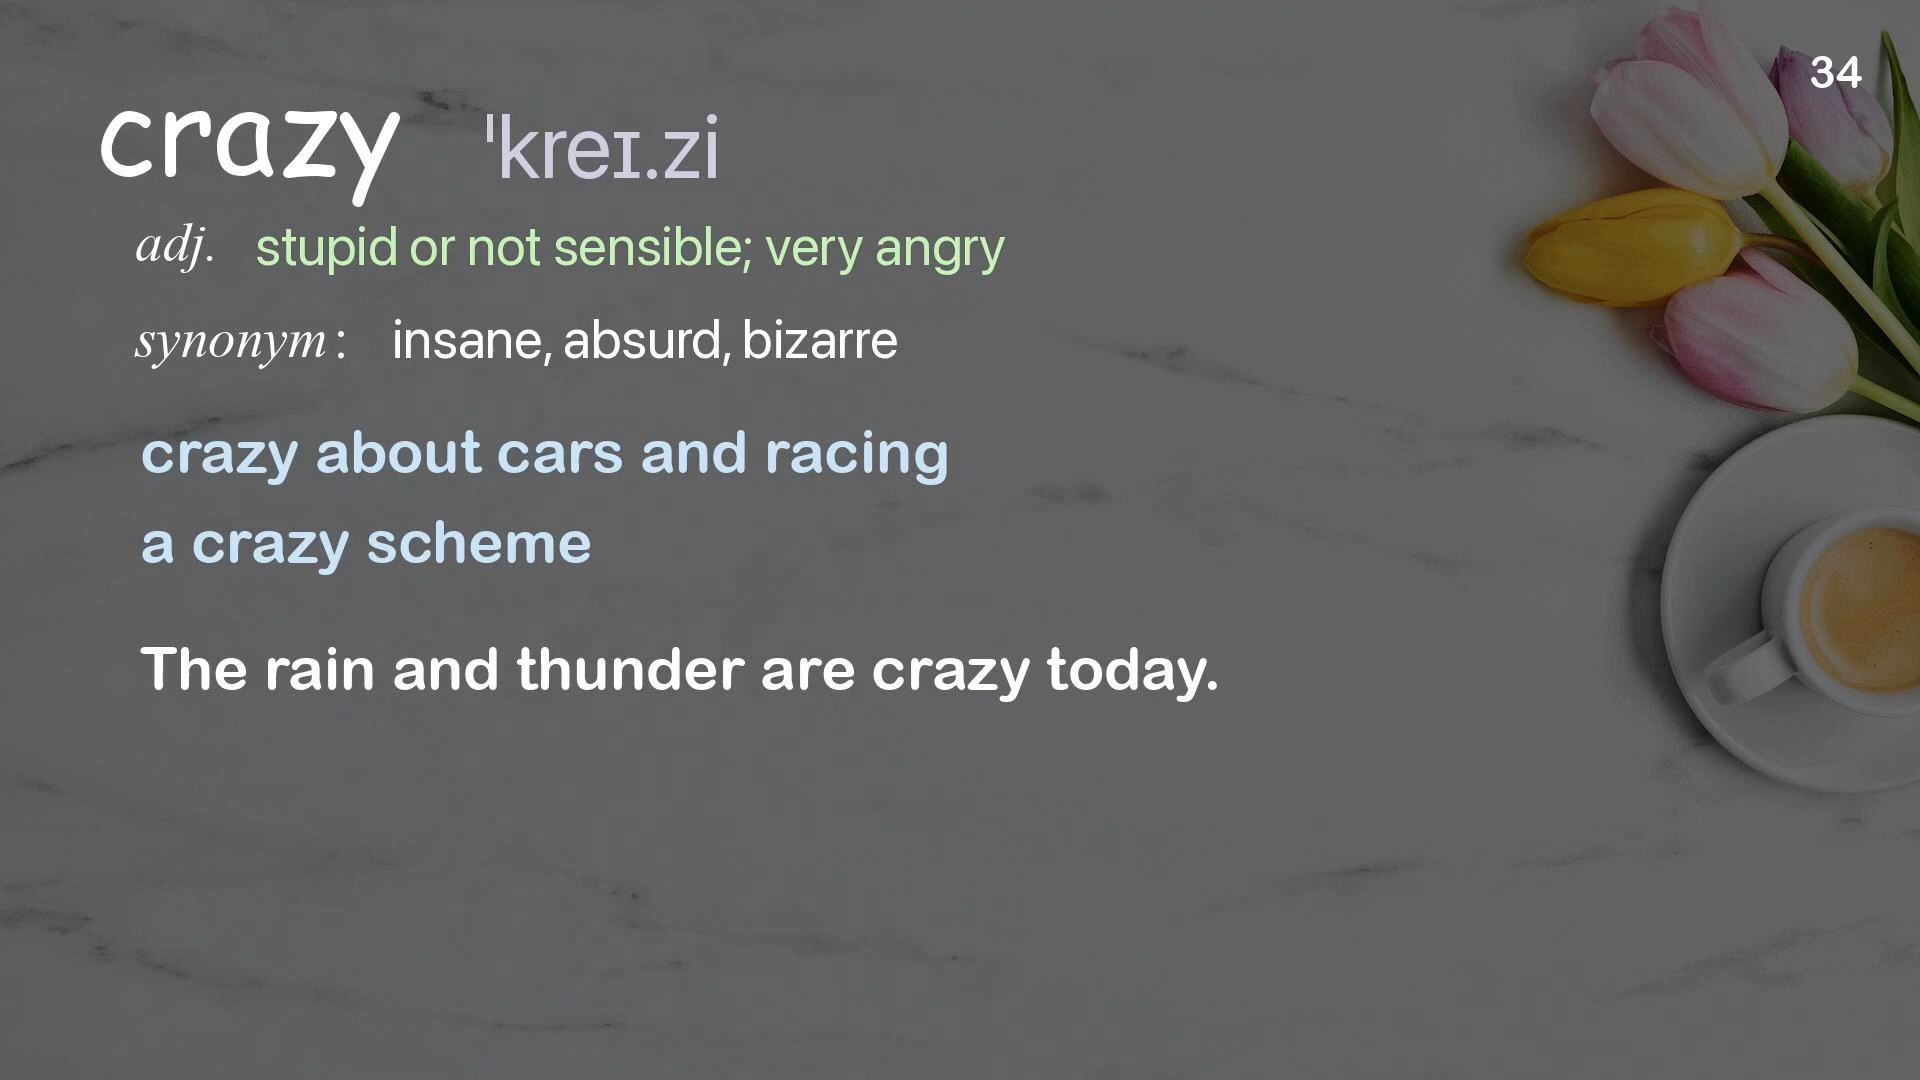 34
crazy ˈkreɪ.zi
adj. stupid or not sensible; very angry
synonym: insane, absurd, bizarre
crazy about cars and racing
a crazy scheme
The rain and thunder are crazy today.